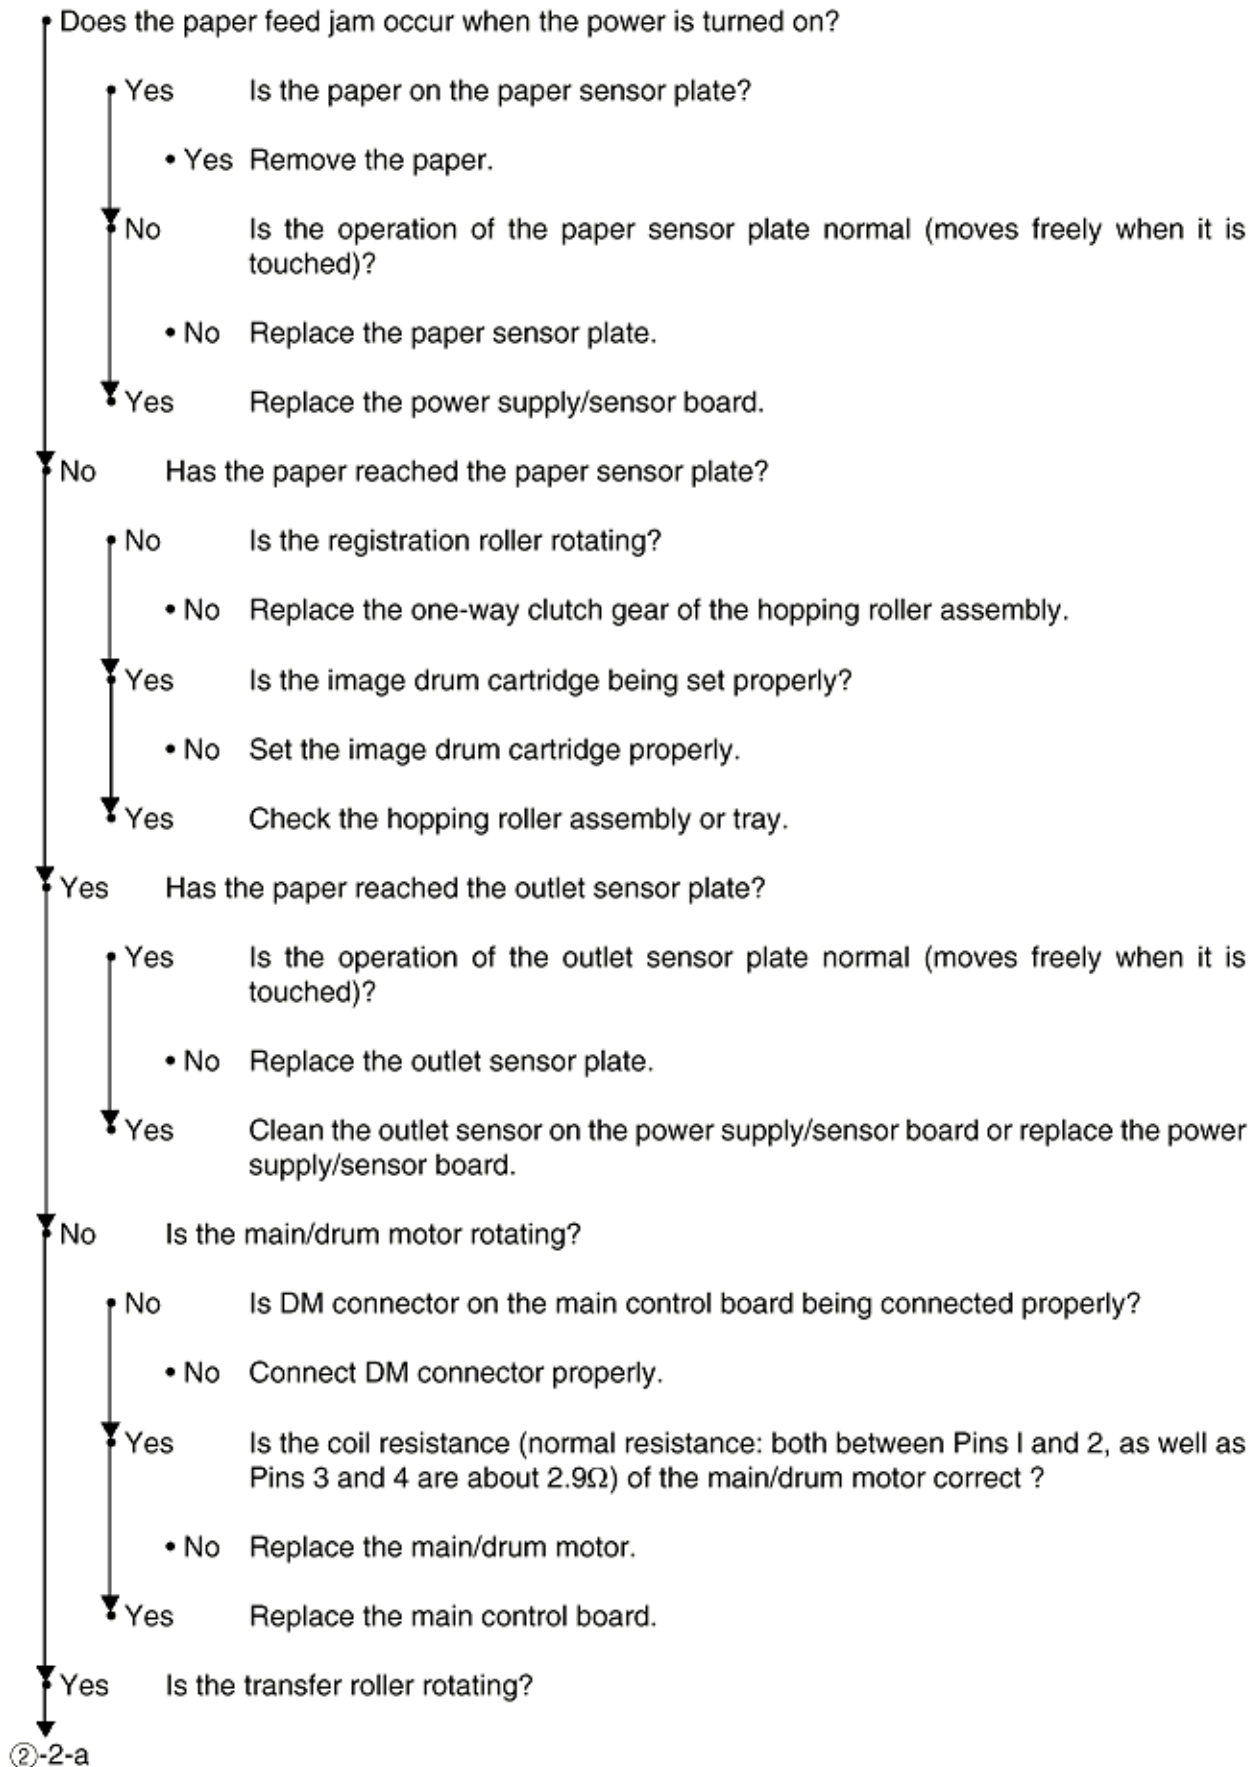 • Does the paper feed jam occur when the power is turned on?
• Yes Is the paper on the paper sensor plate?
• Yes Remove the paper.
• No Is the operation of the paper sensor plate normal (moves freely when it is
touched)?
• No Replace the paper sensor plate.
• Yes Replace the power supply/sensor board.
• No Has the paper reached the paper sensor plate?
• No Is the registration roller rotating?
• No Replace the one-way clutch gear of the hopping roller assembly.
• Yes Is the image drum cartridge being set properly?
• No Set the image drum cartridge properly.
• Yes Check the hopping roller assembly or tray.
• Yes Has the paper reached the outlet sensor plate?
• Yes Is the operation of the outlet sensor plate normal (moves freely when it is
touched)?
• No Replace the outlet sensor plate.
• Yes Clean the outlet sensor on the power supply/sensor board or replace the power
supply/sensor board.
• No Is the main/drum motor rotating?
• No Is DM connector on the main control board being connected properly?
• No Connect DM connector properly.
• Yes Is the coil resistance (normal resistance: both between Pins l and 2, as well as
Pins 3 and 4 are about 2.9Ω) of the main/drum motor correct ?
• No Replace the main/drum motor.
• Yes Replace the main control board.
• Yes Is the transfer roller rotating?
②-2-a